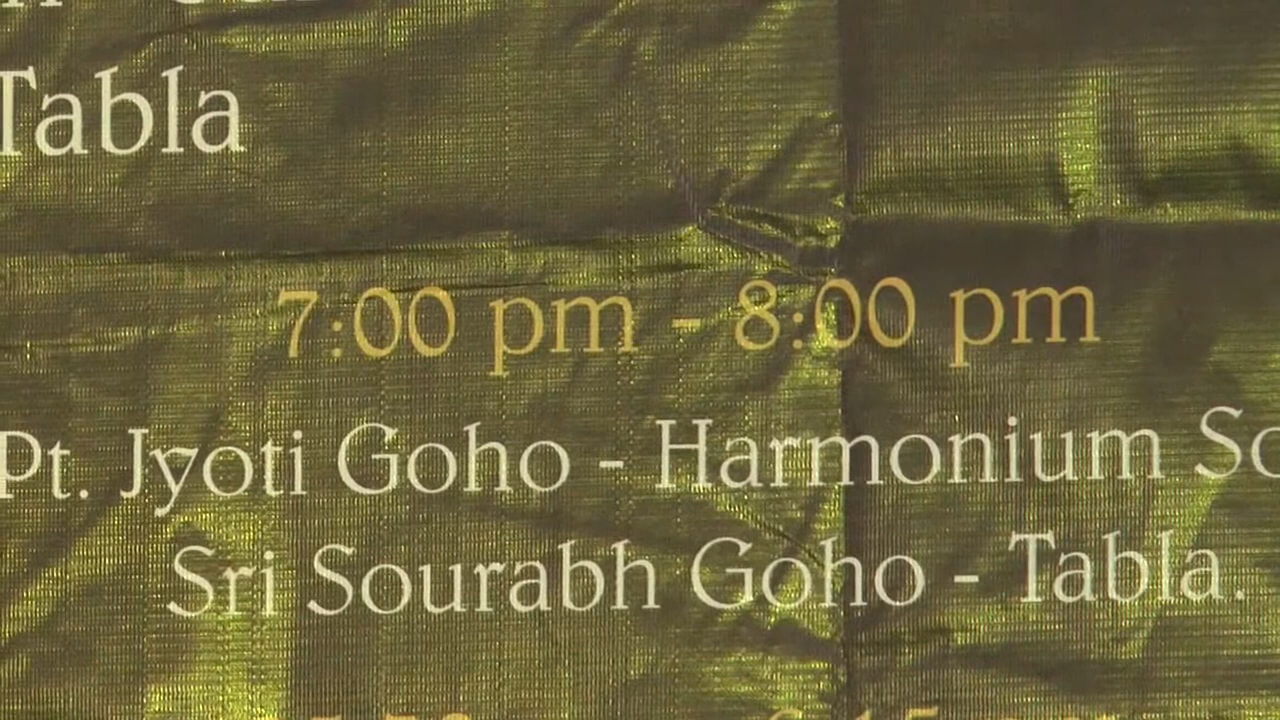 Tabla
7:00 pm - 8:00 pm
Pt. Jyoti Goho - Harmonium
Sri Sourabh Goho - Tabla.